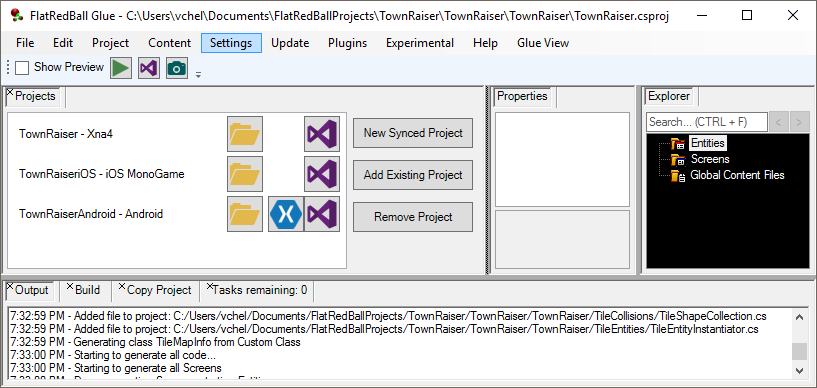 FlatRedBall Glue - C:\Users\vchel\Documents\FlatRedBallProjects\TownRaiser\TownRaiser\TownRaiser\TownRaiser.csproj
File Edit Project Content Settings Update Plugins Experimental Help Glue View
Show Preview
Projects
TownRaiser - Xna4
TownRaiseriOS - iOS MonoGame
TownRaiserAndroid - Android
New Synced Project
Add Existing Project
Remove Project
Properties
Explorer
Search... (CTRL + F) < >
Entities
Screens
Global Content Files
Output Build Copy Project Tasks remaining: 0
7:32:59 PM - Added file to project: C:/Users/vchel/Documents/FlatRedBallProjects/TownRaiser/TownRaiser/TownRaiser/TileCollisions/TileShapeCollection.cs
7:32:59 PM - Added file to project: C:/Users/vchel/Documents/FlatRedBallProjects/TownRaiser/TownRaiser/TownRaiser/TileEntities/TileEntityInstantiator.cs
7:32:59 PM - Generating class TileMapInfo from Custom Class
7:33:00 PM - Starting to generate all code...
7:33:00 PM - Starting to generate all Screens